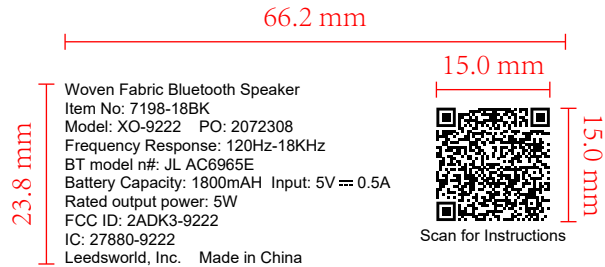 66.2 mm
15.0 mm
23.8 mm
Woven Fabric Bluetooth Speaker
Item No: 7198-18BK
Model: XO-9222 PO: 2072308
Frequency Response: 120Hz-18KHz
BT model n#: JL AC6965E
Battery Capacity: 1800mAH Input: 5V ⎓ 0.5A
Rated output power: 5W
FCC ID: 2ADK3-9222
IC: 27880-9222
Leedsworld, Inc. Made in China
15.0 mm
Scan for Instructions